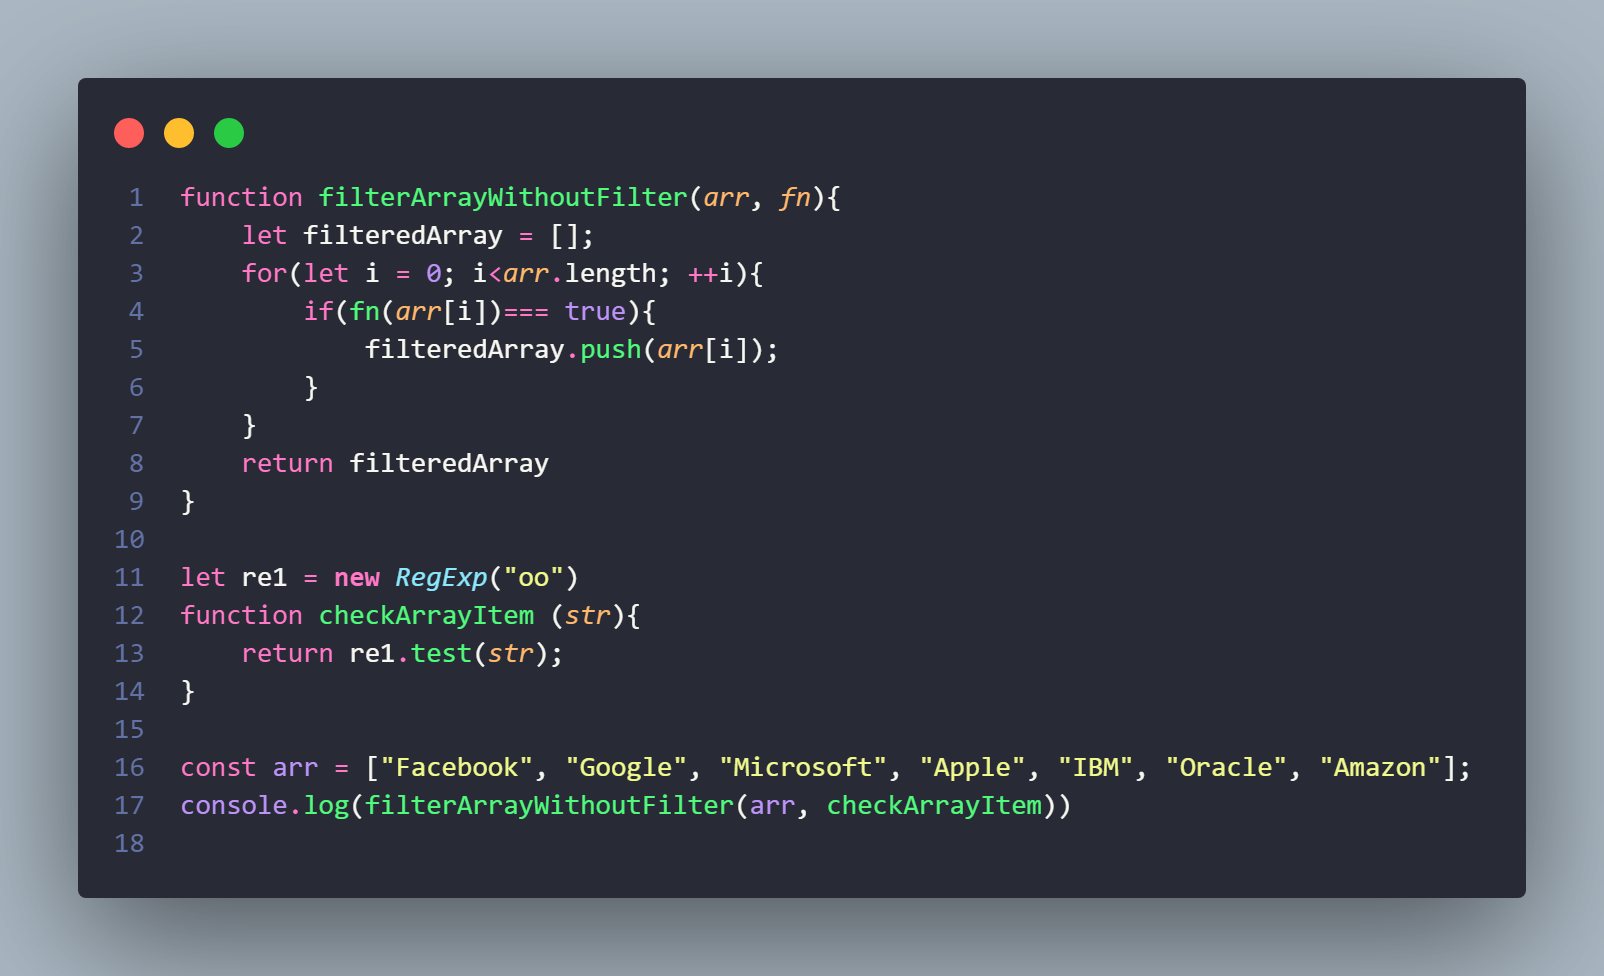 1 function filterArrayWithoutFilter(arr, fn){
2     let filteredArray = [];
3     for(let i = 0; i<arr.length; ++i){
4         if(fn(arr[i])=== true){
5             filteredArray.push(arr[i]);
6         }
7     }
8     return filteredArray
9 }
10
11 let re1 = new RegExp("oo")
12 function checkArrayItem (str){
13     return re1.test(str);
14 }
15
16 const arr = ["Facebook", "Google", "Microsoft", "Apple", "IBM", "Oracle", "Amazon"];
17 console.log(filterArrayWithoutFilter(arr, checkArrayItem))
18